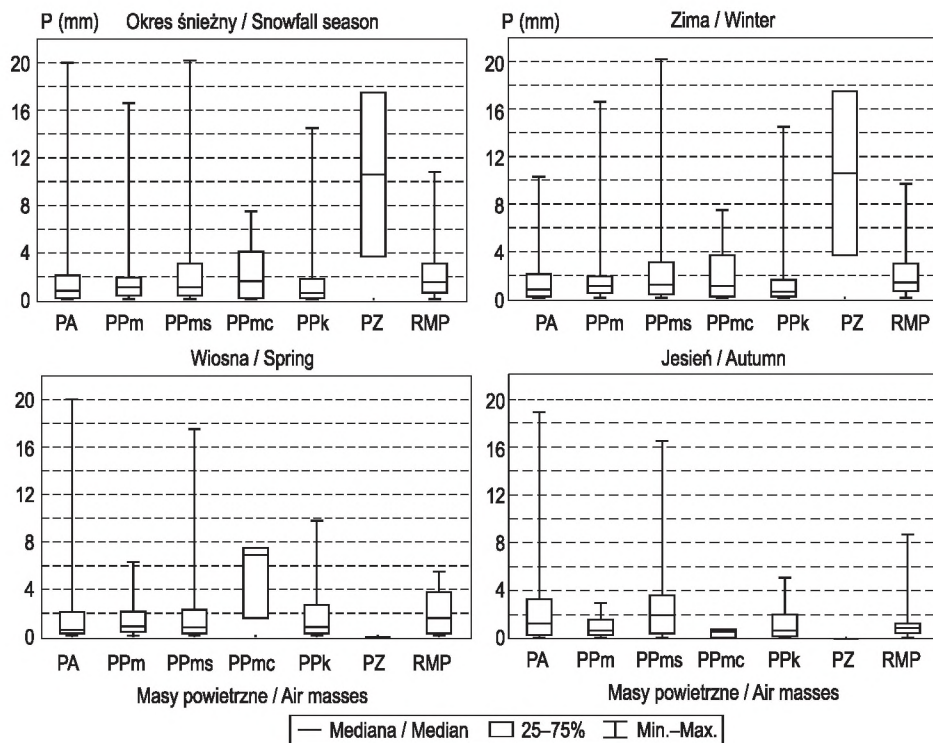 P (mm) Okres śnieżny / Snowfall season
20
16
12
8
4
0
PA PPm PPms PPmc PPk PZ RMP
P (mm) Zima / Winter
20
16
12
8
4
0
PA PPm PPms PPmc PPk PZ RMP
Wiosna / Spring
20
16
12
8
4
0
PA PPm PPms PPmc PPk PZ RMP
Masy powietrzne / Air masses
Jesień / Autumn
20
16
12
8
4
0
PA PPm PPms PPmc PPk PZ RMP
Masy powietrzne / Air masses
Mediana / Median 25–75% Min.–Max.